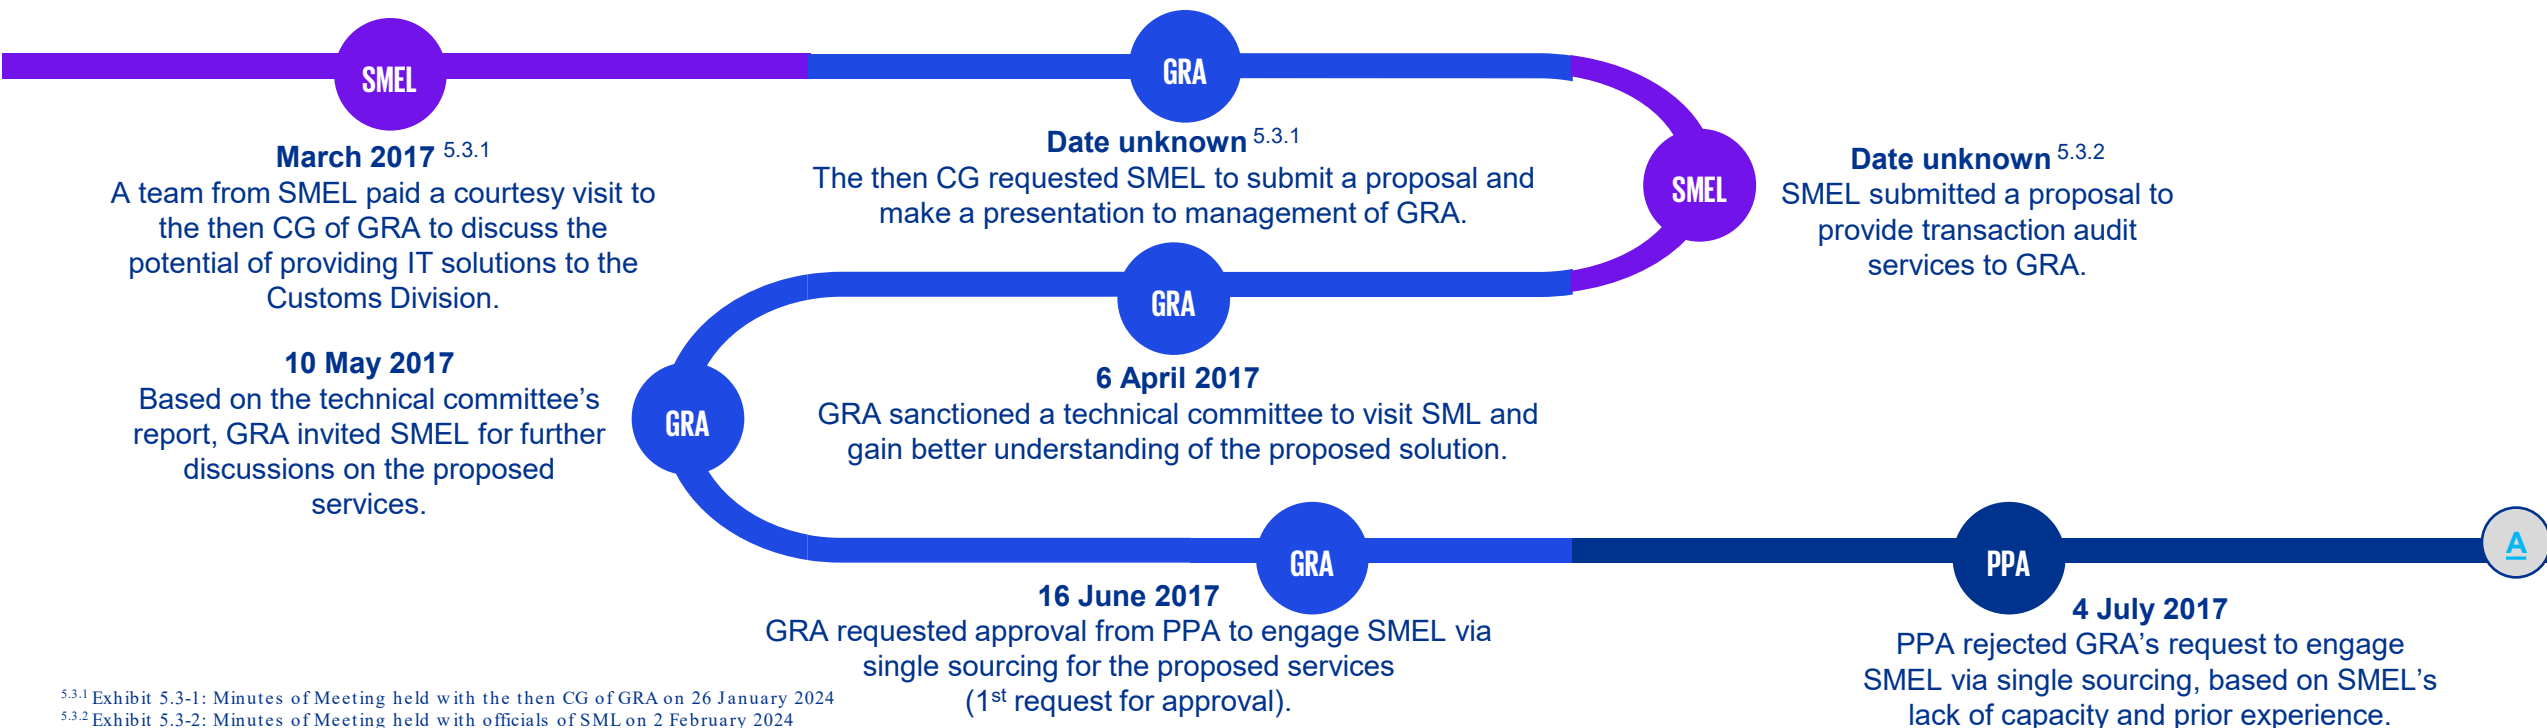 SMEL
March 2017 5.3.1
A team from SMEL paid a courtesy visit to
the then CG of GRA to discuss the
potential of providing IT solutions to the
Customs Division.
GRA
Date unknown 5.3.1
The then CG requested SMEL to submit a proposal and
make a presentation to management of GRA.
SMEL
Date unknown 5.3.2
SMEL submitted a proposal to
provide transaction audit
services to GRA.
GRA
6 April 2017
GRA sanctioned a technical committee to visit SML and
gain better understanding of the proposed solution.
GRA
10 May 2017
Based on the technical committee’s
report, GRA invited SMEL for further
discussions on the proposed
services.
GRA
16 June 2017
GRA requested approval from PPA to engage SMEL via
single sourcing for the proposed services
(1st request for approval).
PPA
4 July 2017
PPA rejected GRA’s request to engage
SMEL via single sourcing, based on SMEL’s
lack of capacity and prior experience.
A
5.3.1 Exhibit 5.3-1: Minutes of Meeting held with the then CG of GRA on 26 January 2024
5.3.2 Exhibit 5.3-2: Minutes of Meeting held with officials of SML on 2 February 2024